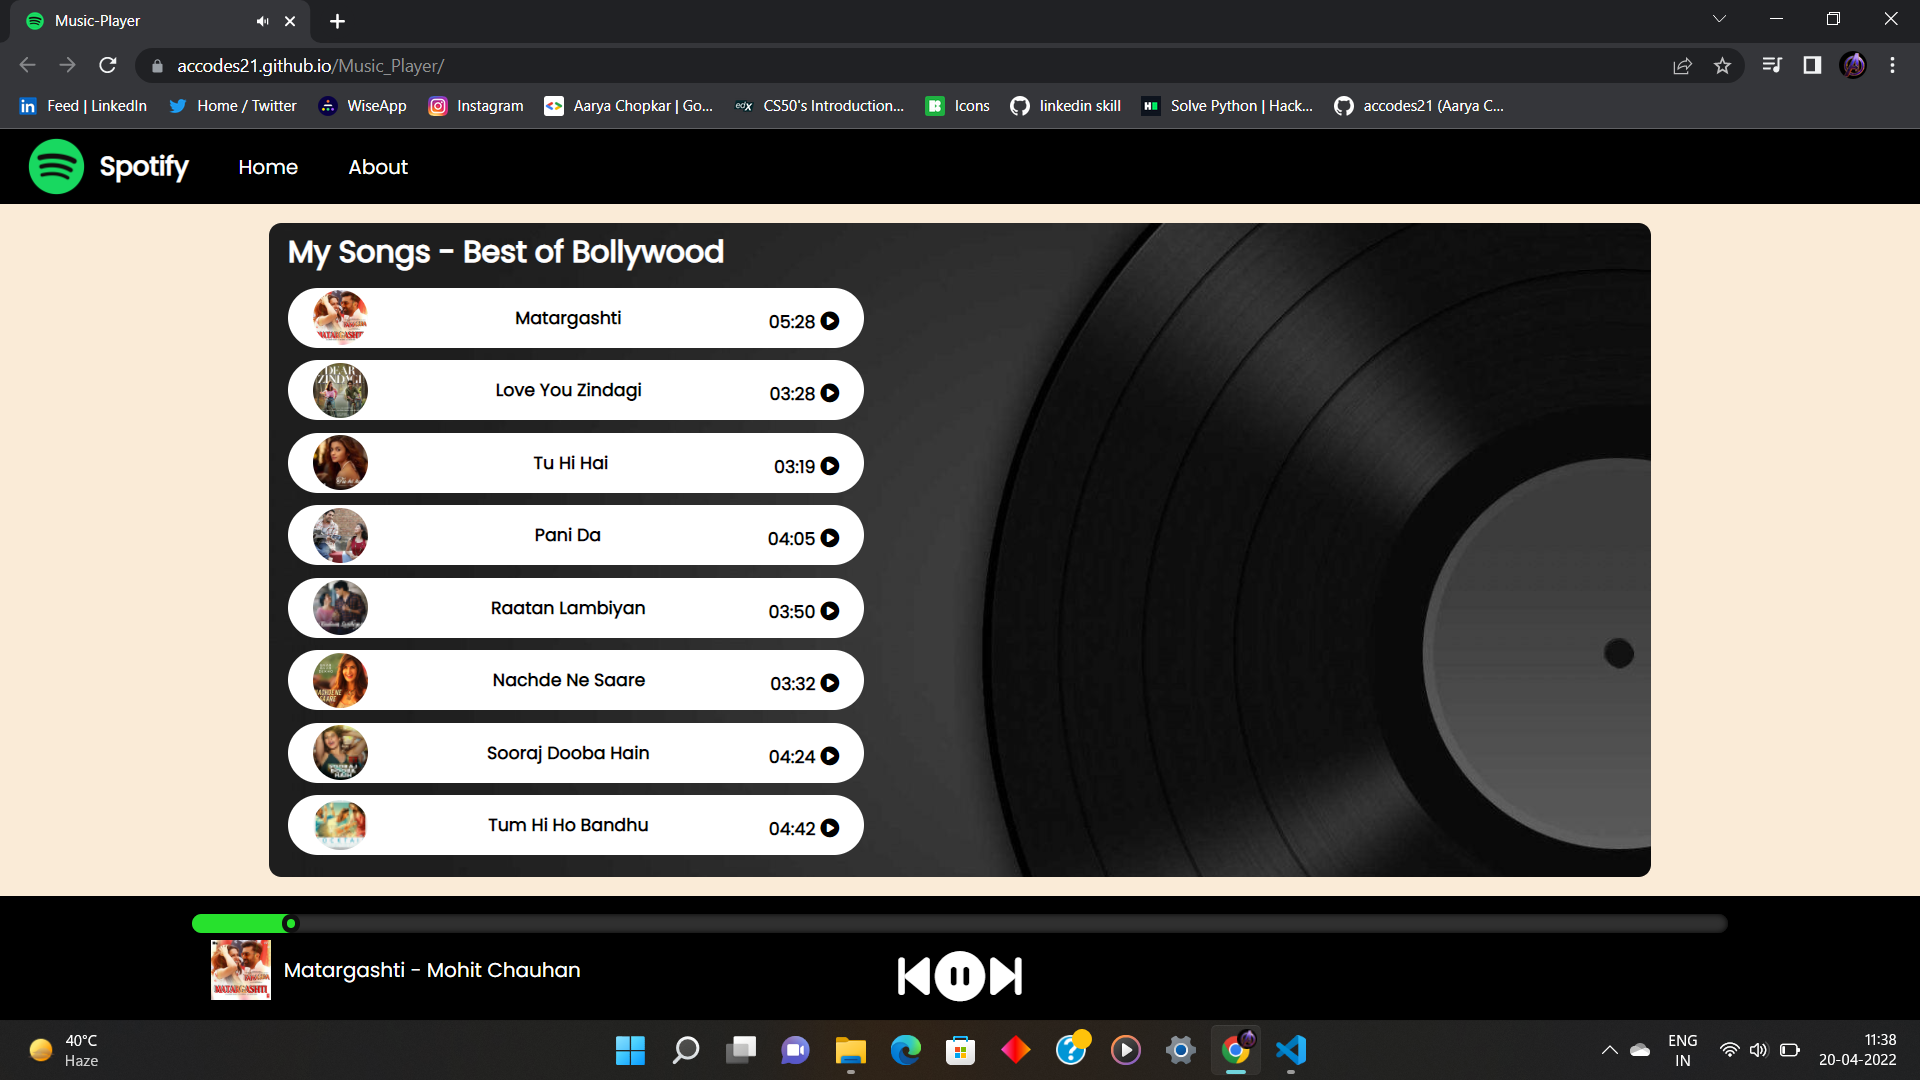 Music-Player
accodes21.github.io/Music_Player/
Feed | LinkedIn Home / Twitter WiseApp Instagram Aarya Chopkar | Go... CS50's Introduction... Icons linkedin skill Solve Python | Hack... accodes21 (Aarya C...
Spotify Home About
My Songs - Best of Bollywood
Matargashti 05:28
Love You Zindagi 03:28
Tu Hi Hai 03:19
Pani Da 04:05
Raatan Lambiyan 03:50
Nachde Ne Saare 03:32
Sooraj Dooba Hain 04:24
Tum Hi Ho Bandhu 04:42
MATARGASHTI
Matargashti - Mohit Chauhan
40°C
Haze
ENG
IN
11:38
20-04-2022